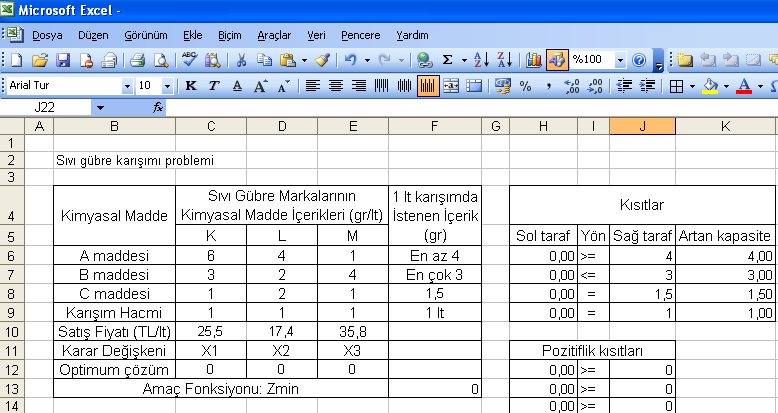 Microsoft Excel -
Dosya Düzen Görünüm Ekle Biçim Araçlar Veri Pencere Yardım
%100
Arial Tur 10 K T A
J22 fx
A B C D E F G H I J K
1
2 Sıvı gübre karışımı problemi
3
4 Kimyasal Madde Sıvı Gübre Markalarının Kimyasal Madde İçerikleri (gr/lt) 1 lt karışımda İstenen İçerik (gr) Kısıtlar
5 K L M Sol taraf Yön Sağ taraf Artan kapasite
6 A maddesi 6 4 1 En az 4 0,00 >= 4 4,00
7 B maddesi 3 2 4 En çok 3 0,00 <= 3 3,00
8 C maddesi 1 2 1 1,5 0,00 = 1,5 1,50
9 Karışım Hacmi 1 1 1 1 lt 0,00 = 1 1,00
10 Satış Fiyatı (TL/lt) 25,5 17,4 35,8
11 Karar Değişkeni X1 X2 X3 Pozitiflik kısıtları
12 Optimum çözüm 0 0 0 0,00 >= 0
13 Amaç Fonksiyonu: Zmin 0 0,00 >= 0
14 0,00 >= 0